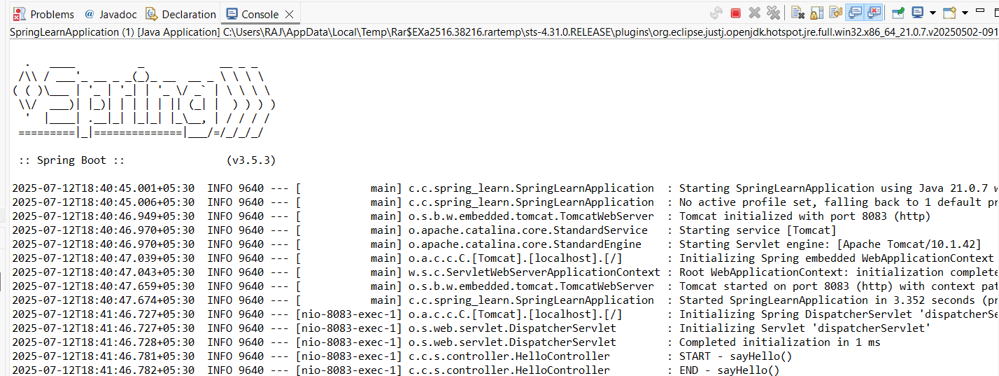 Problems @ Javadoc Declaration Console
SpringLearnApplication (1) [Java Application] C:\Users\RAJ\AppData\Local\Temp\Rar$EXa2516.38216.rartemp\sts-4.31.0.RELEASE\plugins\org.eclipse.justj.openjdk.hotspot.jre.full.win32.x86_64_21.0.7.v20250502-091
  .   ____          _            __ _ _
 /\\ / ___'_ __ _ _(_)_ __  __ _ \ \ \ \
( ( )\___ | '_ | '_| | '_ \/ _` | \ \ \ \
 \\/  ___)| |_)| | | | | || (_| |  ) ) ) )
  '  |____| .__|_| |_|_| |_\__, | / / / /
 =========|_|==============|___/=/_/_/_/
 :: Spring Boot ::                (v3.5.3)
2025-07-12T18:40:45.001+05:30  INFO 9640 --- [           main] c.c.spring_learn.SpringLearnApplication  : Starting SpringLearnApplication using Java 21.0.7 w
2025-07-12T18:40:45.006+05:30  INFO 9640 --- [           main] c.c.spring_learn.SpringLearnApplication  : No active profile set, falling back to 1 default pr
2025-07-12T18:40:46.949+05:30  INFO 9640 --- [           main] o.s.b.w.embedded.tomcat.TomcatWebServer  : Tomcat initialized with port 8083 (http)
2025-07-12T18:40:46.970+05:30  INFO 9640 --- [           main] o.apache.catalina.core.StandardService   : Starting service [Tomcat]
2025-07-12T18:40:46.970+05:30  INFO 9640 --- [           main] o.apache.catalina.core.StandardEngine    : Starting Servlet engine: [Apache Tomcat/10.1.42]
2025-07-12T18:40:47.039+05:30  INFO 9640 --- [           main] o.a.c.c.C.[Tomcat].[localhost].[/]       : Initializing Spring embedded WebApplicationContext
2025-07-12T18:40:47.043+05:30  INFO 9640 --- [           main] w.s.c.ServletWebServerApplicationContext : Root WebApplicationContext: initialization complete
2025-07-12T18:40:47.659+05:30  INFO 9640 --- [           main] o.s.b.w.embedded.tomcat.TomcatWebServer  : Tomcat started on port 8083 (http) with context pat
2025-07-12T18:40:47.674+05:30  INFO 9640 --- [           main] c.c.spring_learn.SpringLearnApplication  : Started SpringLearnApplication in 3.352 seconds (pr
2025-07-12T18:41:46.727+05:30  INFO 9640 --- [nio-8083-exec-1] o.a.c.c.C.[Tomcat].[localhost].[/]       : Initializing Spring DispatcherServlet 'dispatcherSe
2025-07-12T18:41:46.727+05:30  INFO 9640 --- [nio-8083-exec-1] o.s.web.servlet.DispatcherServlet        : Initializing Servlet 'dispatcherServlet'
2025-07-12T18:41:46.728+05:30  INFO 9640 --- [nio-8083-exec-1] o.s.web.servlet.DispatcherServlet        : Completed initialization in 1 ms
2025-07-12T18:41:46.781+05:30  INFO 9640 --- [nio-8083-exec-1] c.c.s.controller.HelloController         : START - sayHello()
2025-07-12T18:41:46.782+05:30  INFO 9640 --- [nio-8083-exec-1] c.c.s.controller.HelloController         : END - sayHello()